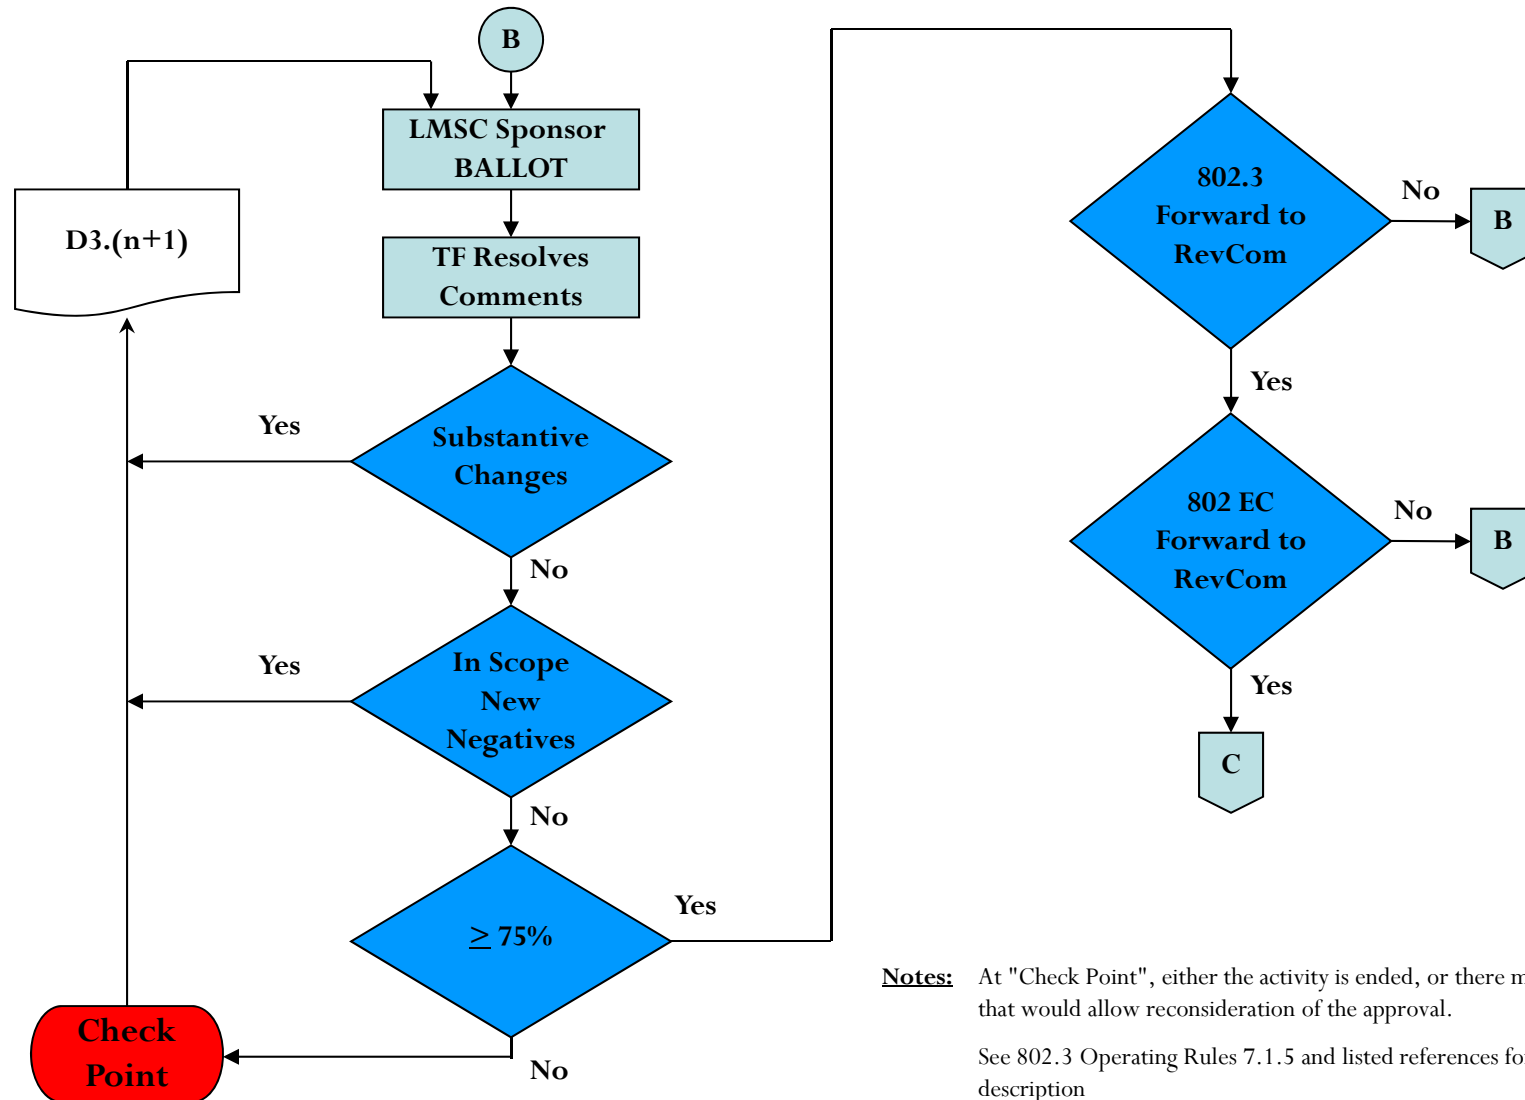 B
LMSC Sponsor
BALLOT
D3.(n+1)
TF Resolves
Comments
Yes
Substantive
Changes
No
Yes
In Scope
New
Negatives
No
Yes
≥ 75%
Check
Point
No
802.3
Forward to
RevCom
No
B
Yes
802 EC
Forward to
RevCom
No
B
Yes
C
Notes: At "Check Point", either the activity is ended, or there
that would allow reconsideration of the approval.
See 802.3 Operating Rules 7.1.5 and listed references
description